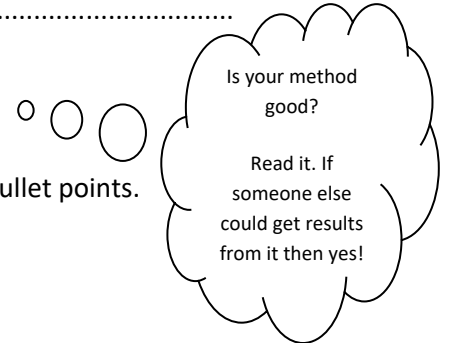 ................................................
Is your method
good?
Read it. If
someone else
could get results
from it then yes!
ullet points.